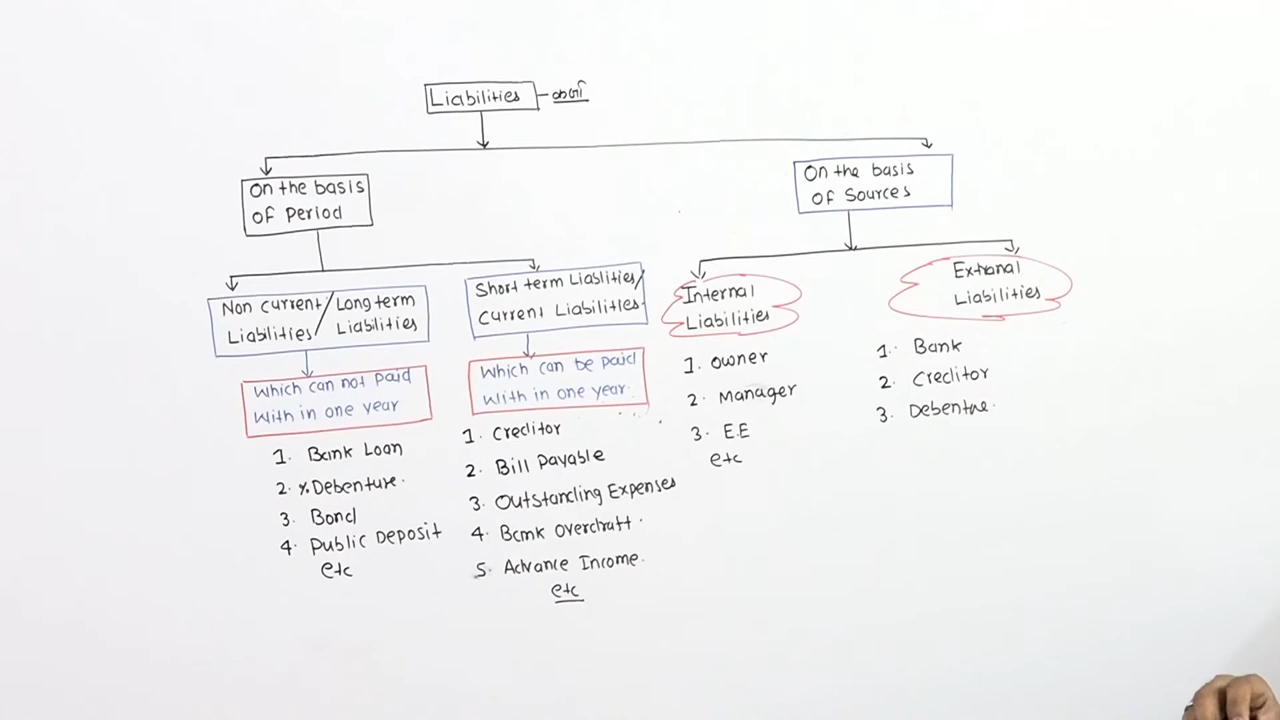 Liabilities
On the basis
of Period
On the basis
of Sources
Non current/Long term
Liabilities/Liabilities
Which can not paid
with in one year
1. Bank Loan
2. % Debenture.
3. Bond
4. Public Deposit
etc
Short term Liaslities/
Current Liabilitles.
Which can be paid
with in one year.
1. Creditor
2. Bill Payable
3. Outstanding Expenses
4. Bank Overdraft.
5. Advance Income.
etc
Internal
Liabilities
1. Owner
2. Manager
3. E.E
etc
Extranal
Liabilities
1. Bank
2. Creditor
3. Debentue.